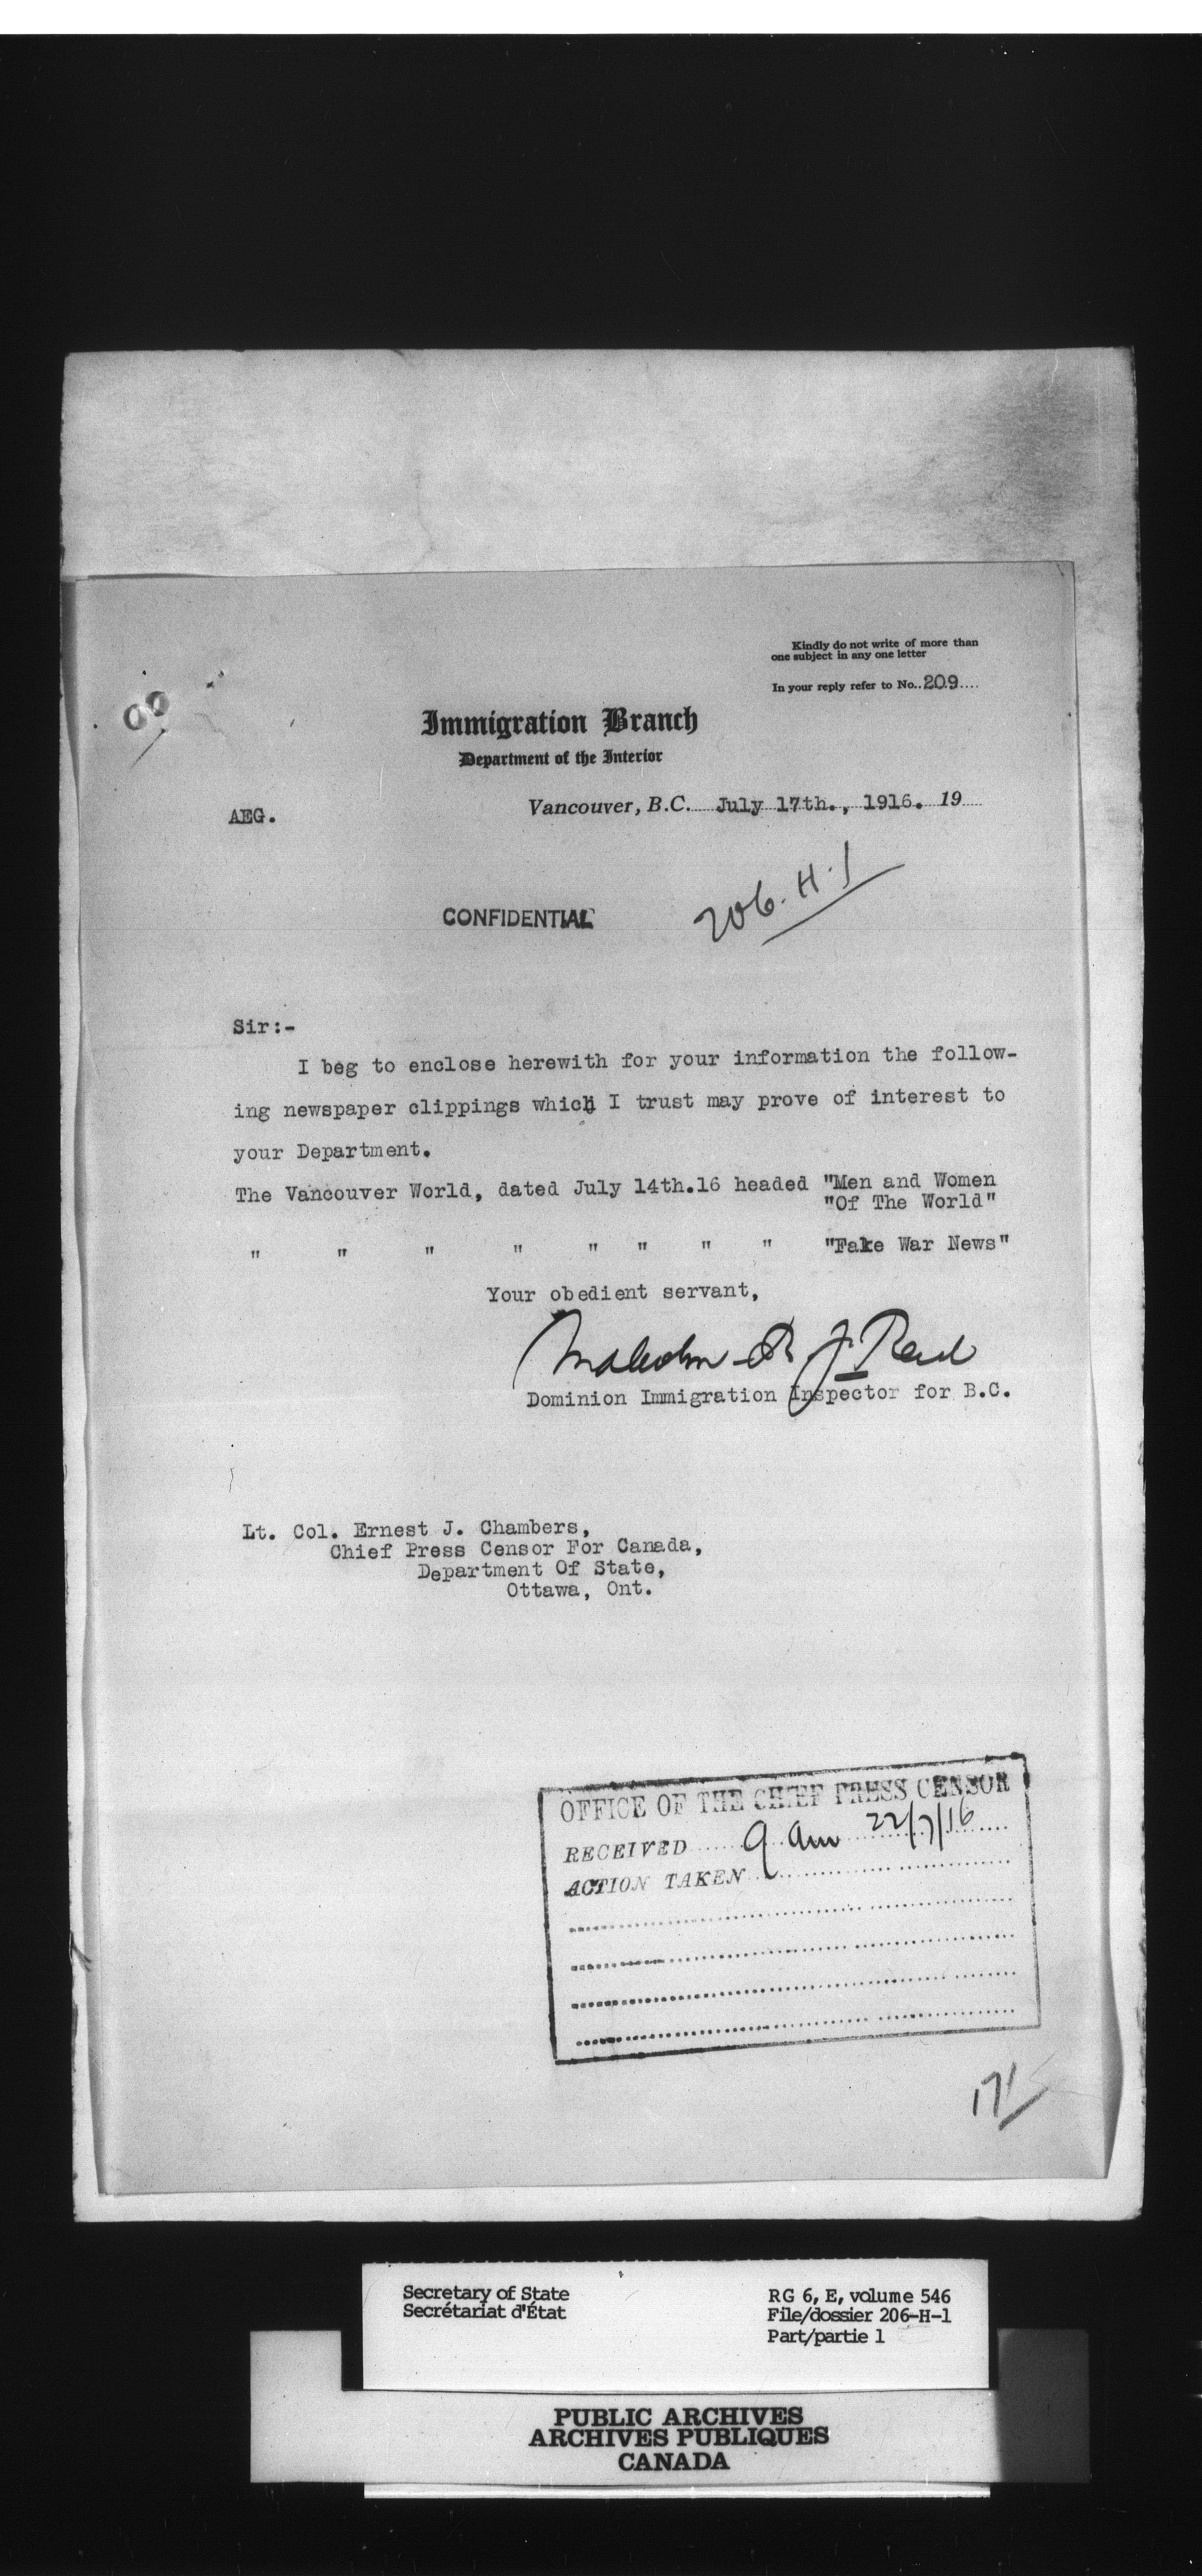 Kindly do not write of more than
one subject in any one letter
In your reply refer to No. 209
Immigration Branch
Department of the Interior
Vancouver, B.C. July 17th., 1916. 19
AEG.
206-H-1
CONFIDENTIAL
Sir:-
I beg to enclose herewith for your information the follow-
ing newspaper clippings which I trust may prove of interest to
your Department.
The Vancouver World, dated July 14th.16 headed "Men and Women
"Of The World"
" " " " " " " " "Fake War News"
Your obedient servant,
Malcolm R J Reid
Dominion Immigration Inspector for B.C.
Lt. Col. Ernest J. Chambers,
Chief Press Censor For Canada,
Department Of State,
Ottawa, Ont.
OFFICE OF THE CHIEF PRESS CENSOR
RECEIVED 9 am 22/7/16
ACTION TAKEN
Secretary of State
Secrétariat d'État
RG 6, E, volume 546
File/dossier 206-H-1
Part/partie 1
PUBLIC ARCHIVES
ARCHIVES PUBLIQUES
CANADA